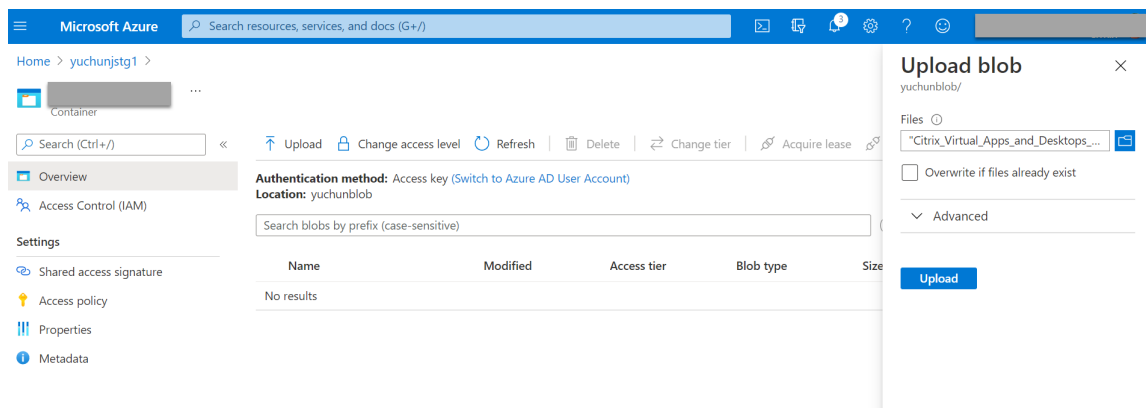 Microsoft Azure
Search resources, services, and docs (G+/)
3
Home > yuchunjstg1 >
...
Container
Search (Ctrl+/)
«
Overview
Access Control (IAM)
Settings
Shared access signature
Access policy
Properties
Metadata
Upload Change access level Refresh Delete Change tier Acquire lease
Authentication method: Access key (Switch to Azure AD User Account)
Location: yuchunblob
Search blobs by prefix (case-sensitive)
Name Modified Access tier Blob type Size
No results
Upload blob
yuchunblob/
Files
"Citrix_Virtual_Apps_and_Desktops_...
Overwrite if files already exist
Advanced
Upload